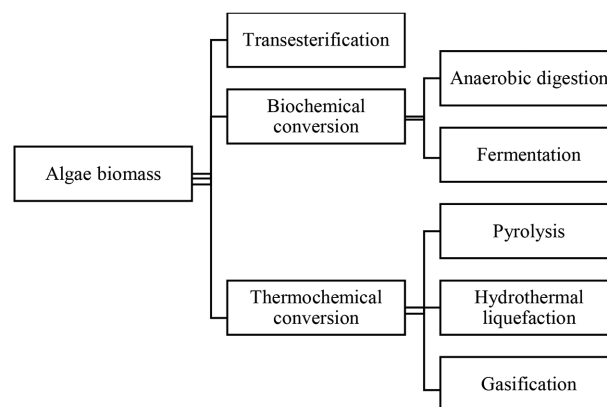 Transesterification
Biochemical
conversion
Anaerobic digestion
Fermentation
Algae biomass
Thermochemical
conversion
Pyrolysis
Hydrothermal
liquefaction
Gasification